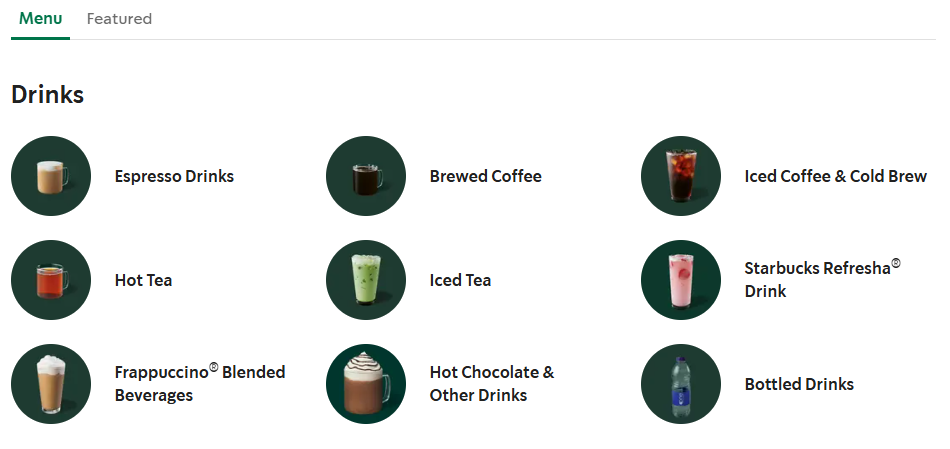 Menu Featured
Drinks
Espresso Drinks
Brewed Coffee
Iced Coffee & Cold Brew
Hot Tea
Iced Tea
Starbucks Refresha®
Drink
Frappuccino® Blended
Beverages
Hot Chocolate &
Other Drinks
Bottled Drinks